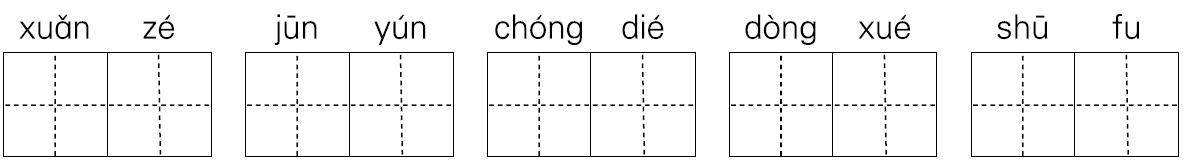 xuǎn zé jūn yún chóng dié dòng xué shū fu